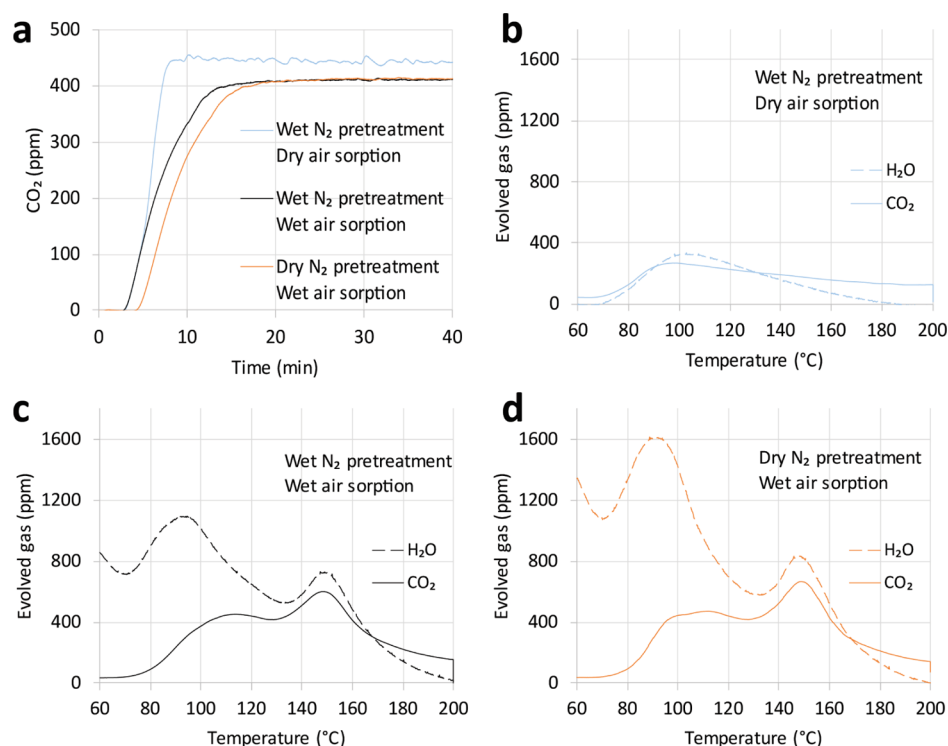 a
500
400
300
200
100
0
CO₂ (ppm)
0 10 20 30 40
Time (min)
Wet N₂ pretreatment
Dry air sorption
Wet N₂ pretreatment
Wet air sorption
Dry N₂ pretreatment
Wet air sorption
b
1600
1200
800
400
0
Evolved gas (ppm)
60 80 100 120 140 160 180 200
Temperature (°C)
Wet N₂ pretreatment
Dry air sorption
H₂O
CO₂
c
1600
1200
800
400
0
Evolved gas (ppm)
60 80 100 120 140 160 180 200
Temperature (°C)
Wet N₂ pretreatment
Wet air sorption
H₂O
CO₂
d
1600
1200
800
400
0
Evolved gas (ppm)
60 80 100 120 140 160 180 200
Temperature (°C)
Dry N₂ pretreatment
Wet air sorption
H₂O
CO₂